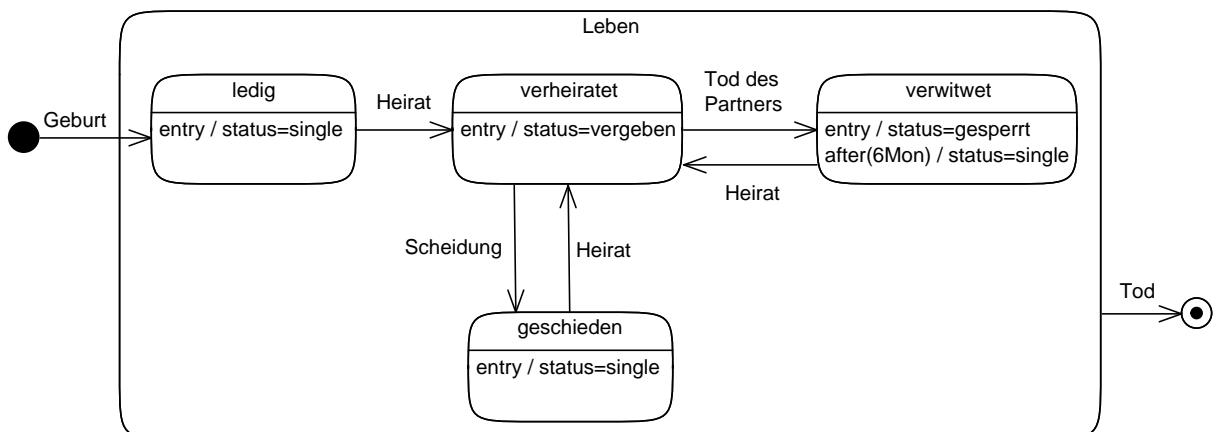 Leben
Geburt
ledig
entry / status=single
Heirat
verheiratet
entry / status=vergeben
Tod des
Partners
verwitwet
entry / status=gesperrt
after(6Mon) / status=single
Heirat
Scheidung
Heirat
geschieden
entry / status=single
Tod